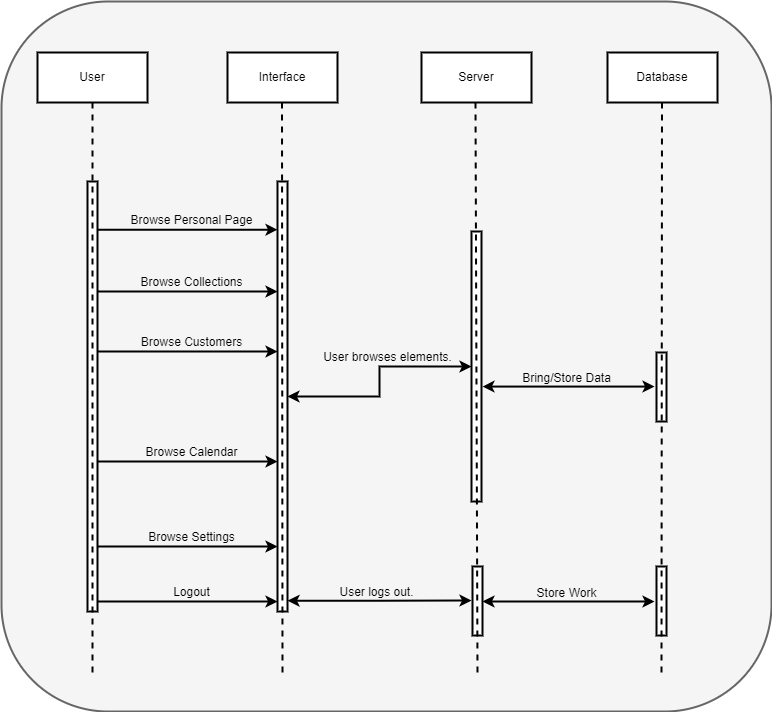 User
Interface
Server
Database
Browse Personal Page
Browse Collections
Browse Customers
User browses elements.
Bring/Store Data
Browse Calendar
Browse Settings
Logout
User logs out.
Store Work